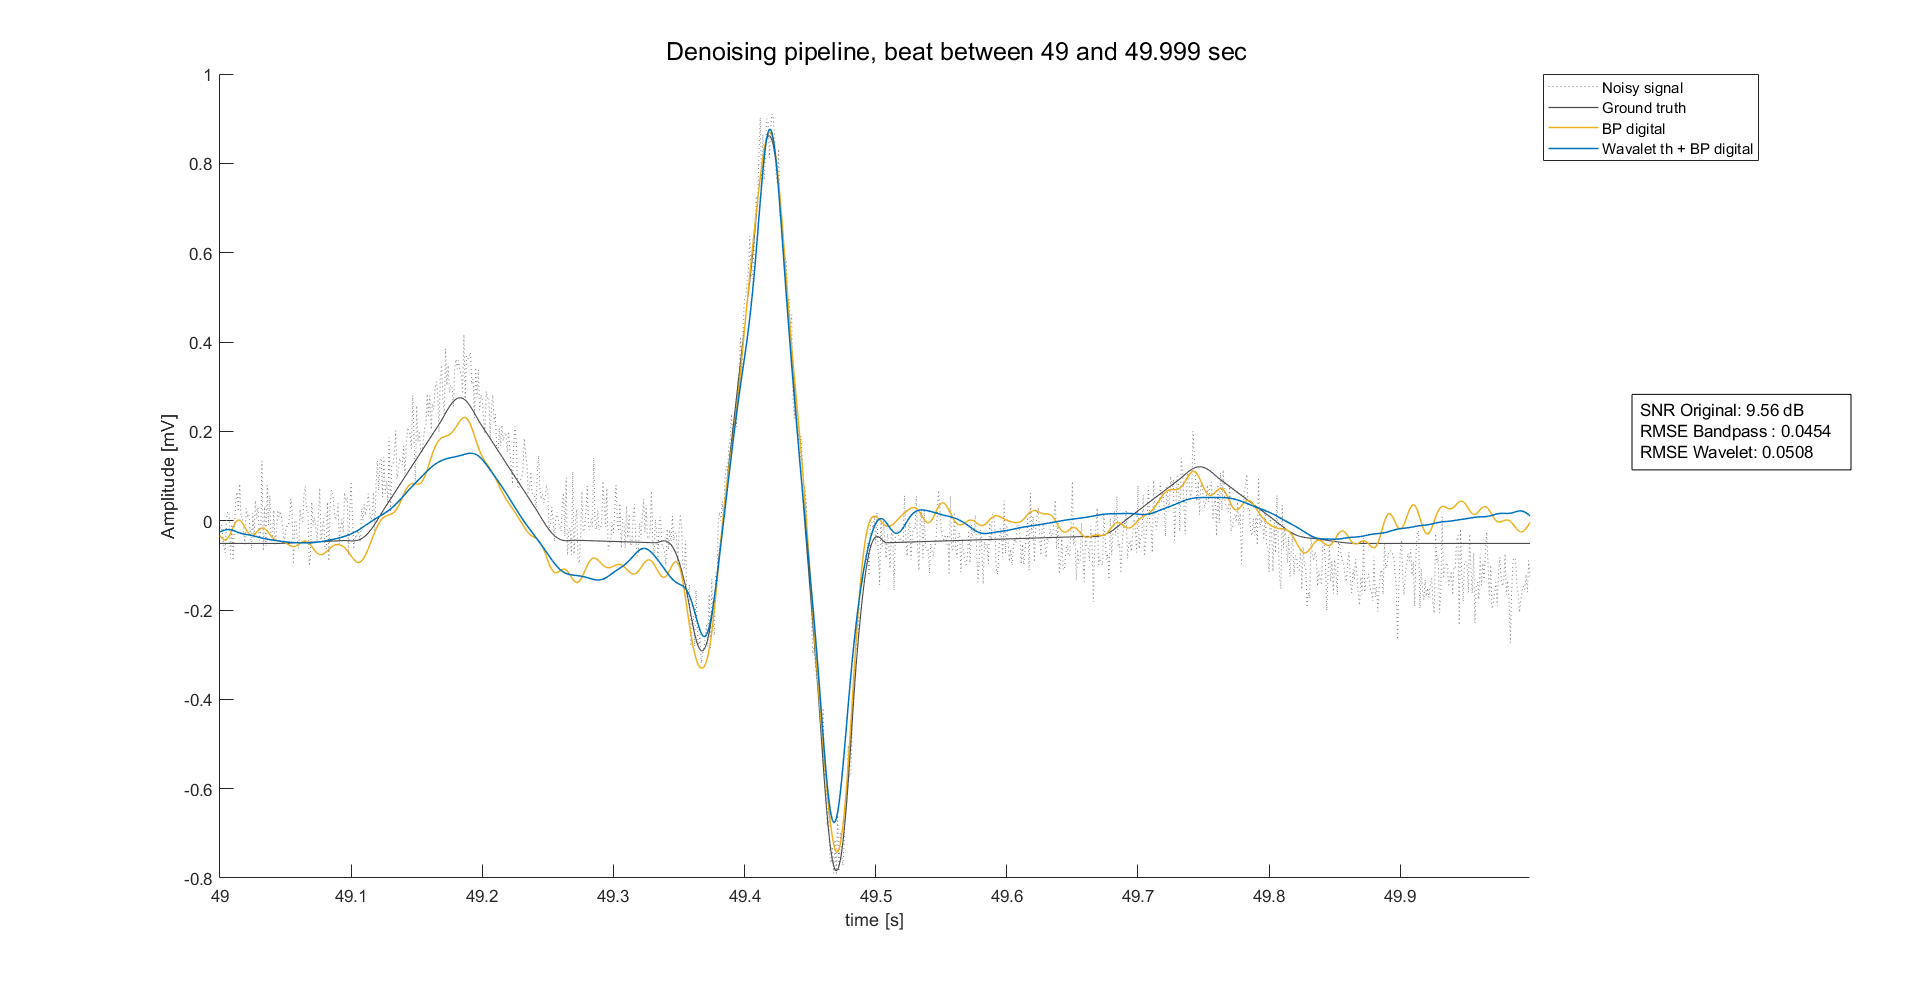 Denoising pipeline, beat between 49 and 49.999 sec
Noisy signal
Ground truth
BP digital
Wavalet th + BP digital
SNR Original: 9.56 dB
RMSE Bandpass : 0.0454
RMSE Wavelet: 0.0508
Amplitude [mV]
1
0.8
0.6
0.4
0.2
0
-0.2
-0.4
-0.6
-0.8
49 49.1 49.2 49.3 49.4 49.5 49.6 49.7 49.8 49.9
time [s]